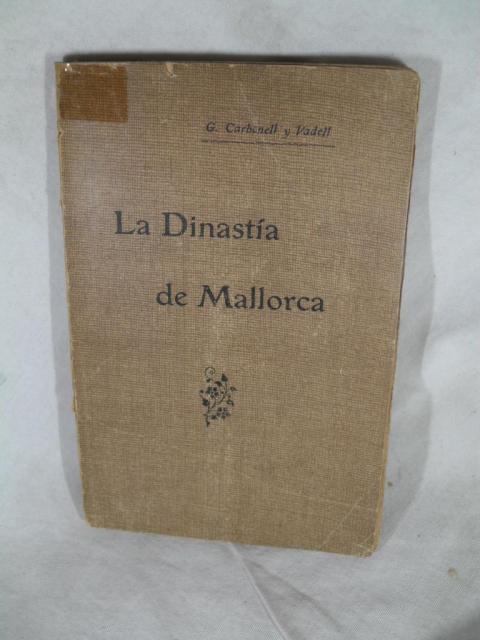 G. Carbonell y Vadell
La Dinastía
de Mallorca